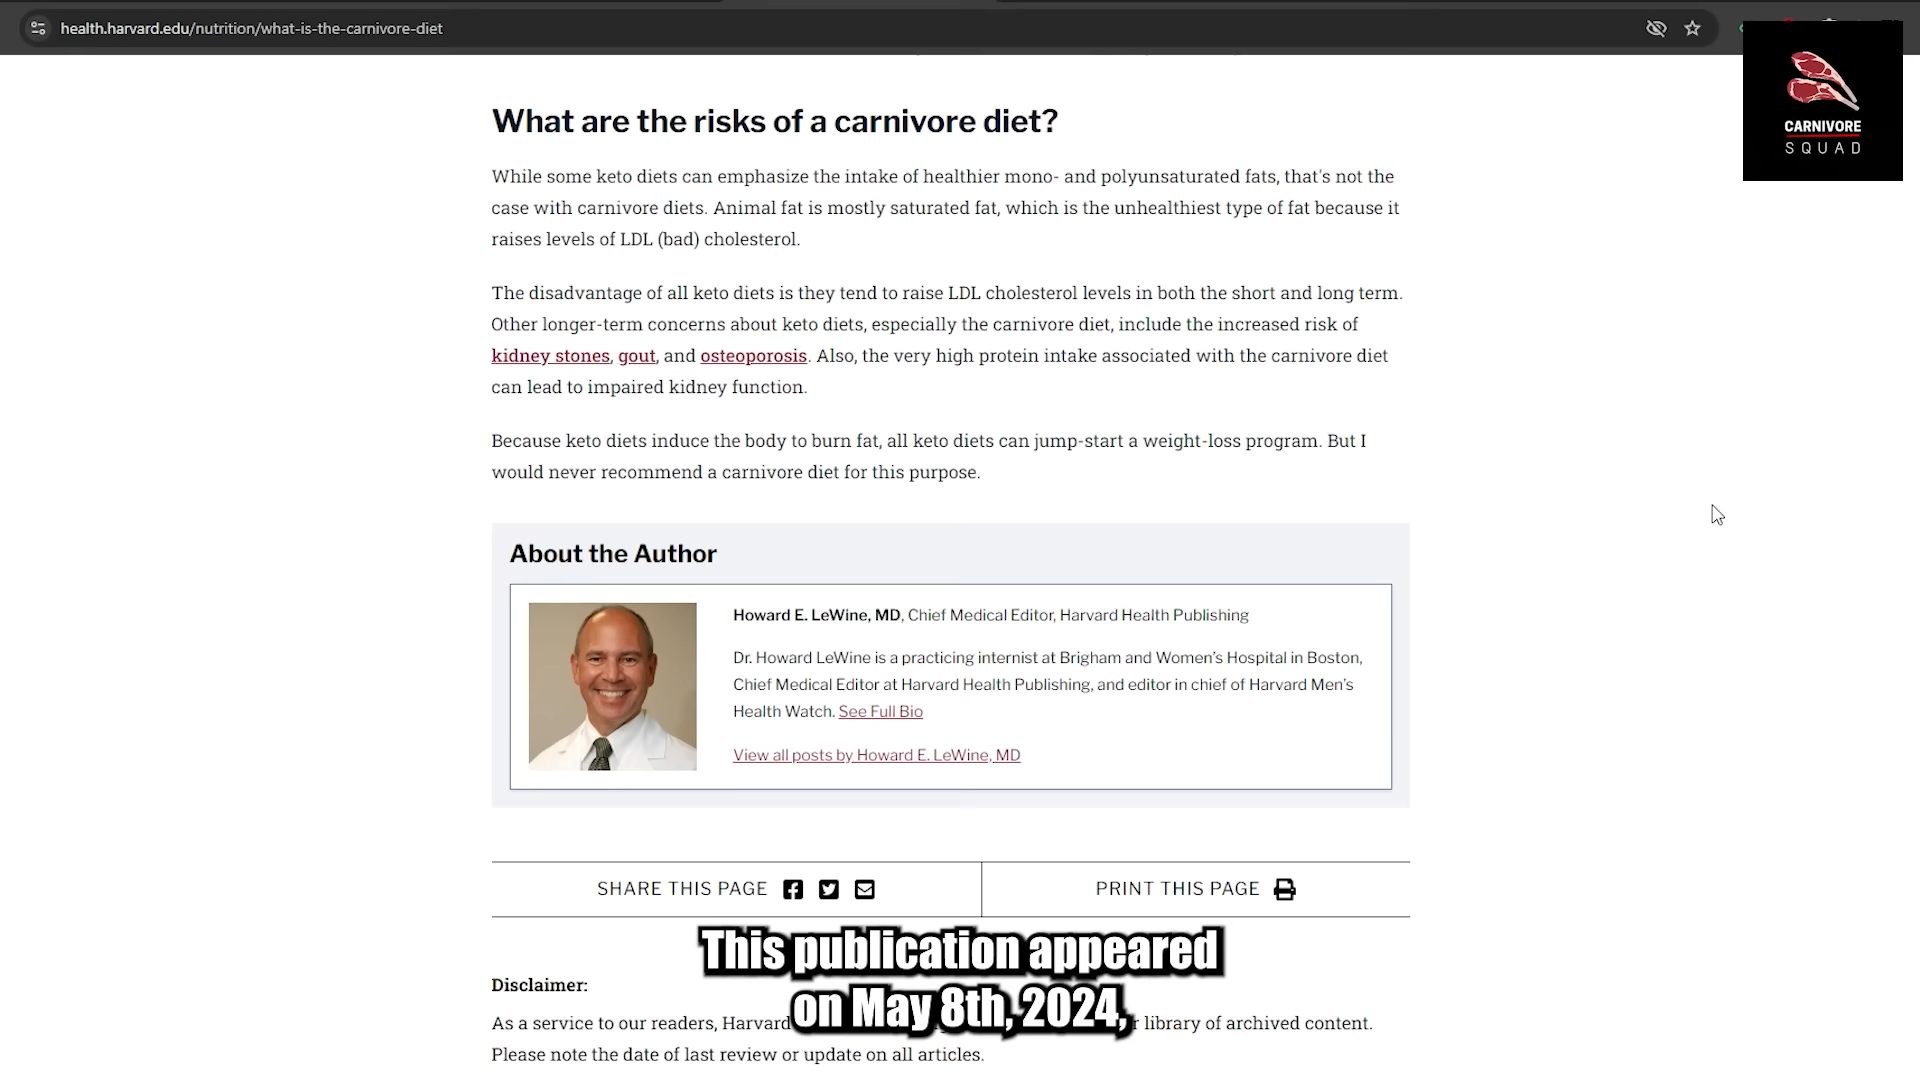 health.harvard.edu/nutrition/what-is-the-carnivore-diet
CARNIVORE
SQUAD
What are the risks of a carnivore diet?
While some keto diets can emphasize the intake of healthier mono- and polyunsaturated fats, that's not the
case with carnivore diets. Animal fat is mostly saturated fat, which is the unhealthiest type of fat because it
raises levels of LDL (bad) cholesterol.
The disadvantage of all keto diets is they tend to raise LDL cholesterol levels in both the short and long term.
Other longer-term concerns about keto diets, especially the carnivore diet, include the increased risk of
kidney stones, gout, and osteoporosis. Also, the very high protein intake associated with the carnivore diet
can lead to impaired kidney function.
Because keto diets induce the body to burn fat, all keto diets can jump-start a weight-loss program. But I
would never recommend a carnivore diet for this purpose.
About the Author
Howard E. LeWine, MD, Chief Medical Editor, Harvard Health Publishing
Dr. Howard LeWine is a practicing internist at Brigham and Women's Hospital in Boston,
Chief Medical Editor at Harvard Health Publishing, and editor in chief of Harvard Men's
Health Watch. See Full Bio
View all posts by Howard E. LeWine, MD
SHARE THIS PAGE
PRINT THIS PAGE
This publication appeared
on May 8th, 2024,
Disclaimer:
As a service to our readers, Harvard library of archived content.
Please note the date of last review or update on all articles.